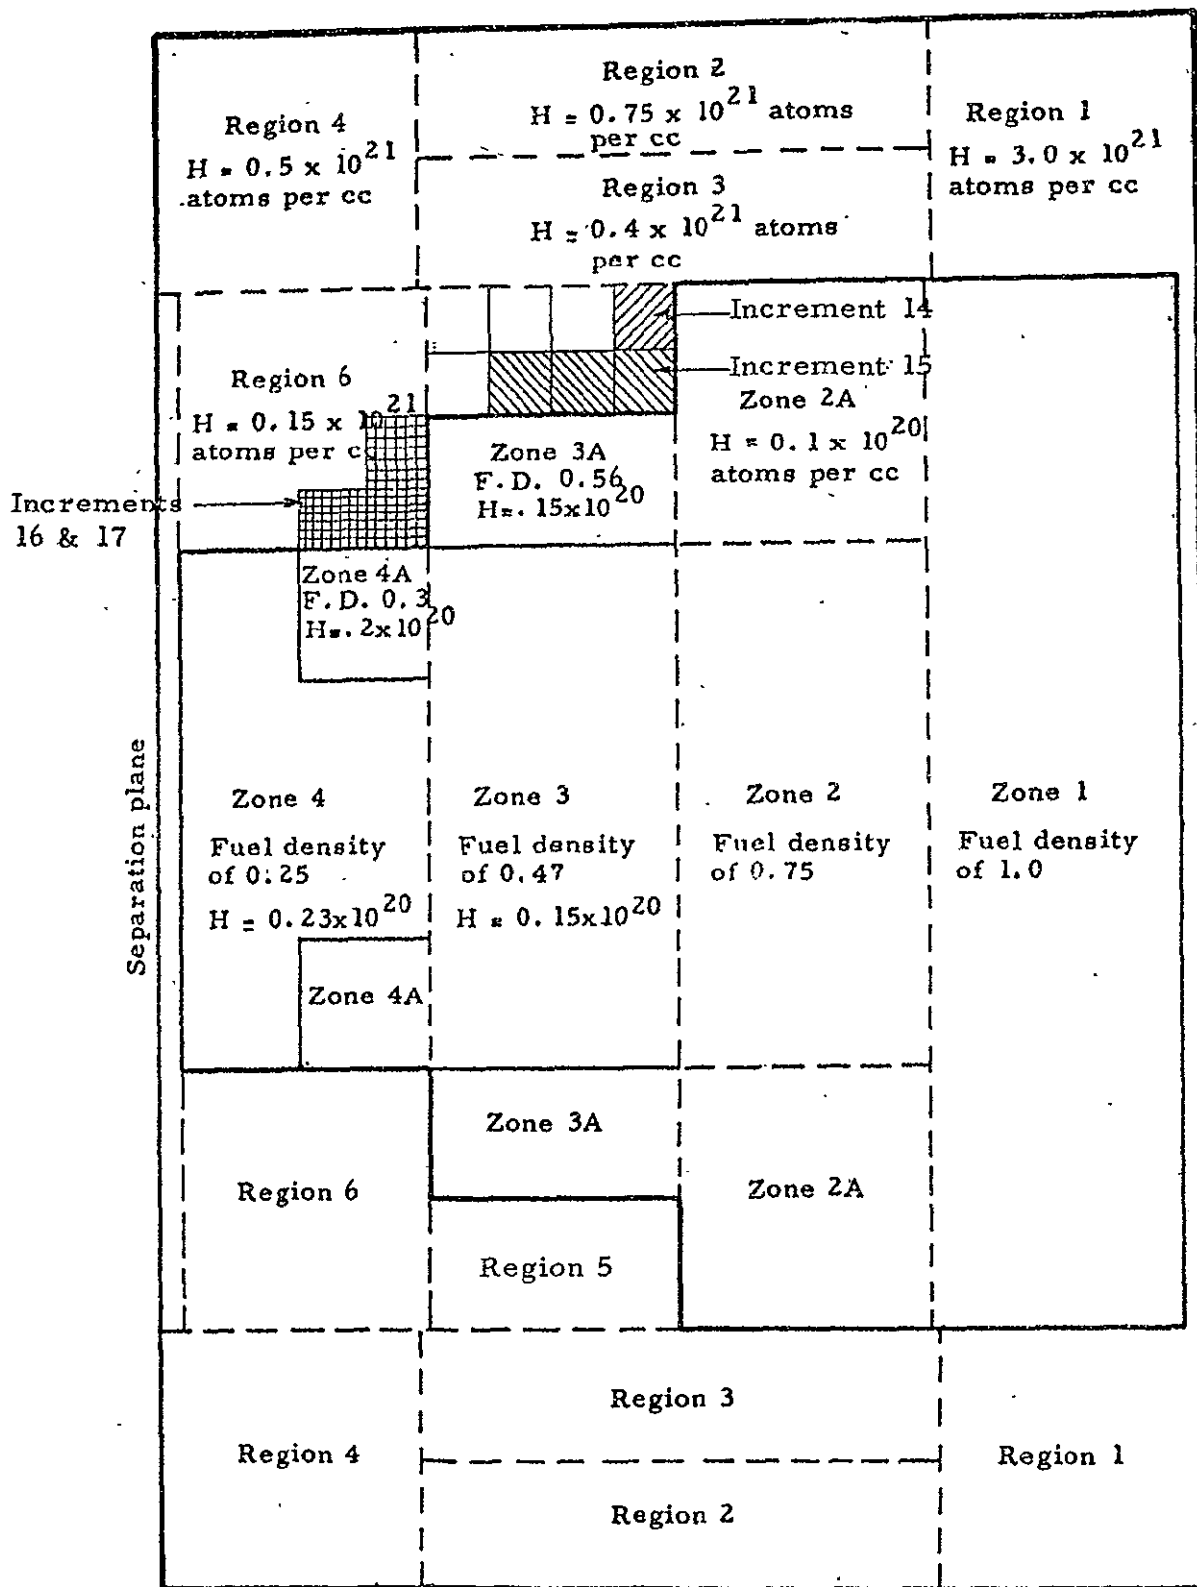 Region 4
H = 0.5 x 10^21
atoms per cc
Region 2
H = 0.75 x 10^21 atoms
per cc
Region 3
H = 0.4 x 10^21 atoms
per cc
Region 1
H = 3.0 x 10^21
atoms per cc
Increment 14
Increment 15
Region 6
H = 0.15 x 10^21
atoms per cc
Zone 3A
F.D. 0.56
H=.15x10^20
Zone 2A
H = 0.1 x 10^20
atoms per cc
Increments
16 & 17
Zone 4A
F.D. 0.3
H=.2x10^20
Separation plane
Zone 4
Fuel density
of 0.25
H = 0.23x10^20
Zone 3
Fuel density
of 0.47
H = 0.15x10^20
Zone 2
Fuel density
of 0.75
Zone 1
Fuel density
of 1.0
Zone 4A
Zone 3A
Region 6
Zone 2A
Region 5
Region 4
Region 3
Region 2
Region 1